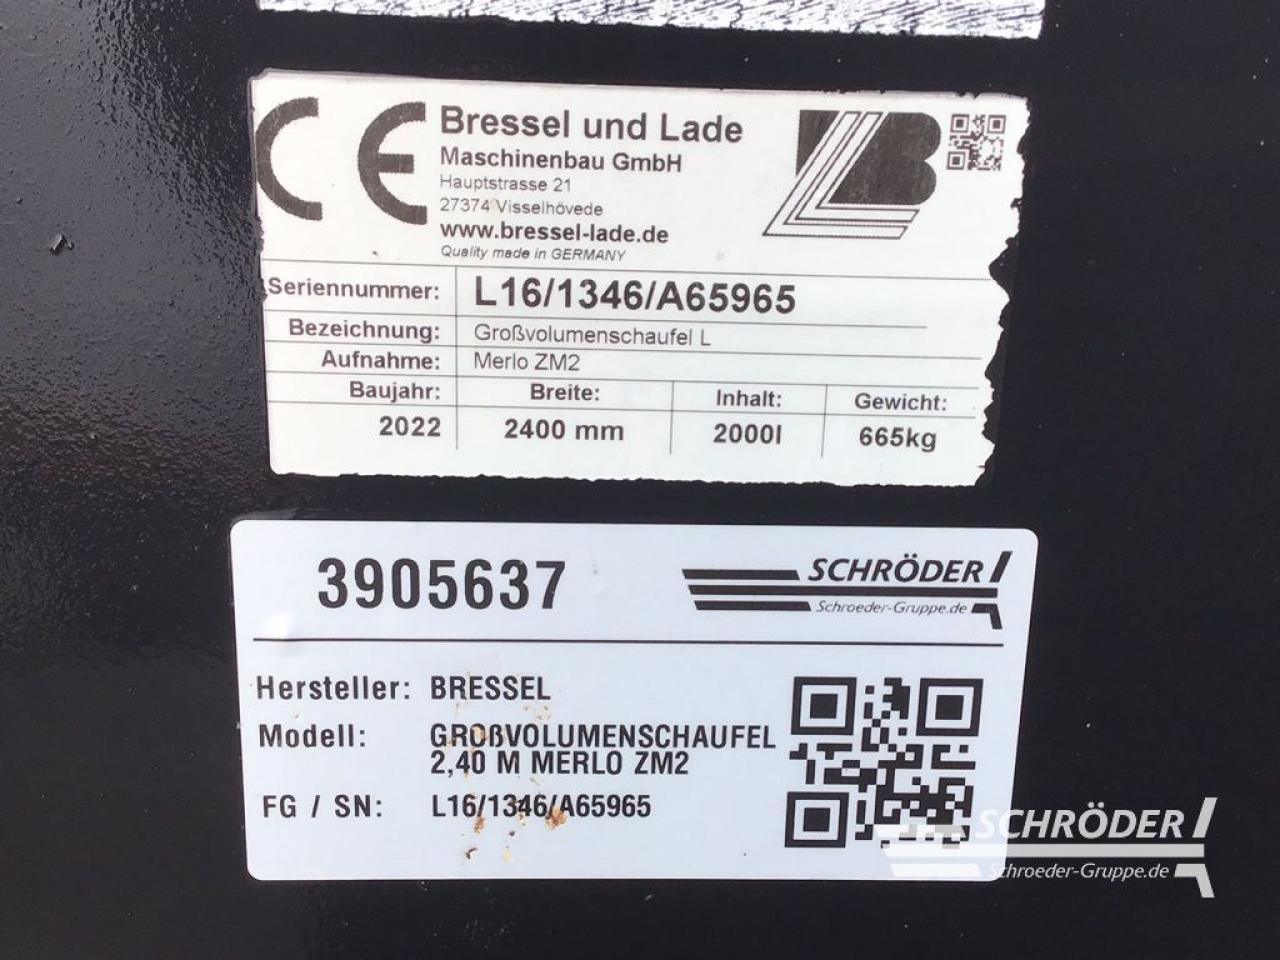 CE
Bressel und Lade
Maschinenbau GmbH
Hauptstrasse 21
27374 Visselhövede
www.bressel-lade.de
Quality made in GERMANY
LB
Seriennummer: L16/1346/A65965
Bezeichnung: Großvolumenschaufel L
Aufnahme: Merlo ZM2
Baujahr: Breite: Inhalt: Gewicht:
2022 2400 mm 2000l 665kg
3905637
SCHRÖDER
Schroeder-Gruppe.de
Hersteller: BRESSEL
Modell: GROßVOLUMENSCHAUFEL
2,40 M MERLO ZM2
FG / SN: L16/1346/A65965
SCHRÖDER
Schroeder-Gruppe.de